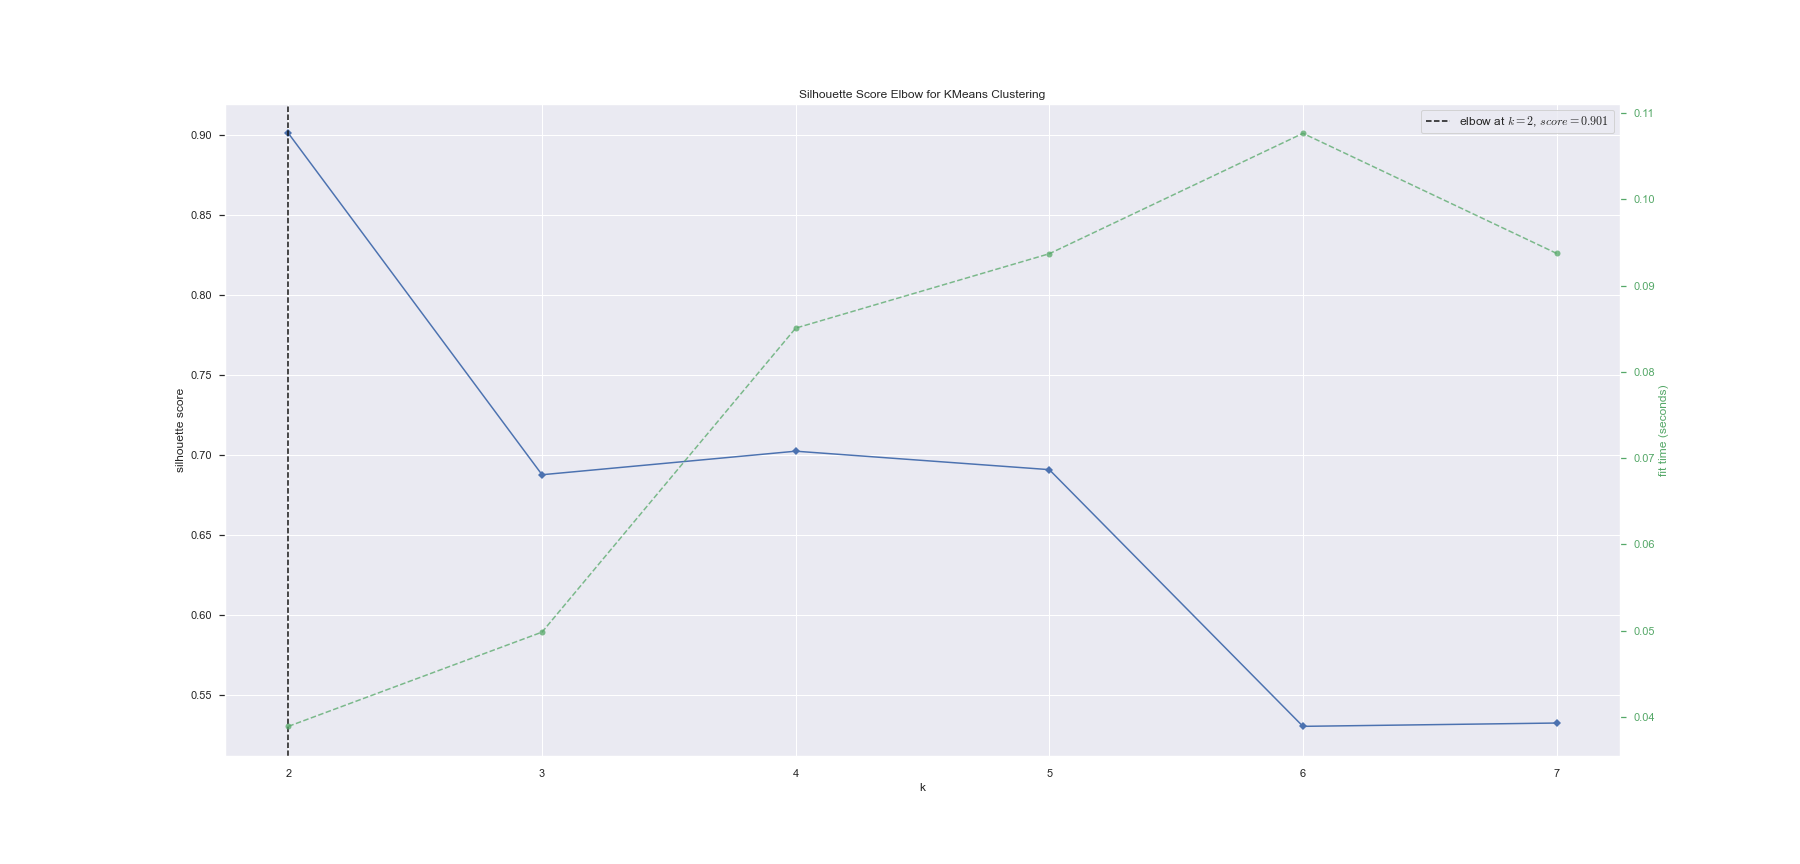 Silhouette Score Elbow for KMeans Clustering
elbow at k=2, score=0.901
silhouette score
0.90
0.85
0.80
0.75
0.70
0.65
0.60
0.55
0.11
0.10
0.09
0.08
0.07
0.06
0.05
0.04
fit time (seconds)
2 3 4 5 6 7
k